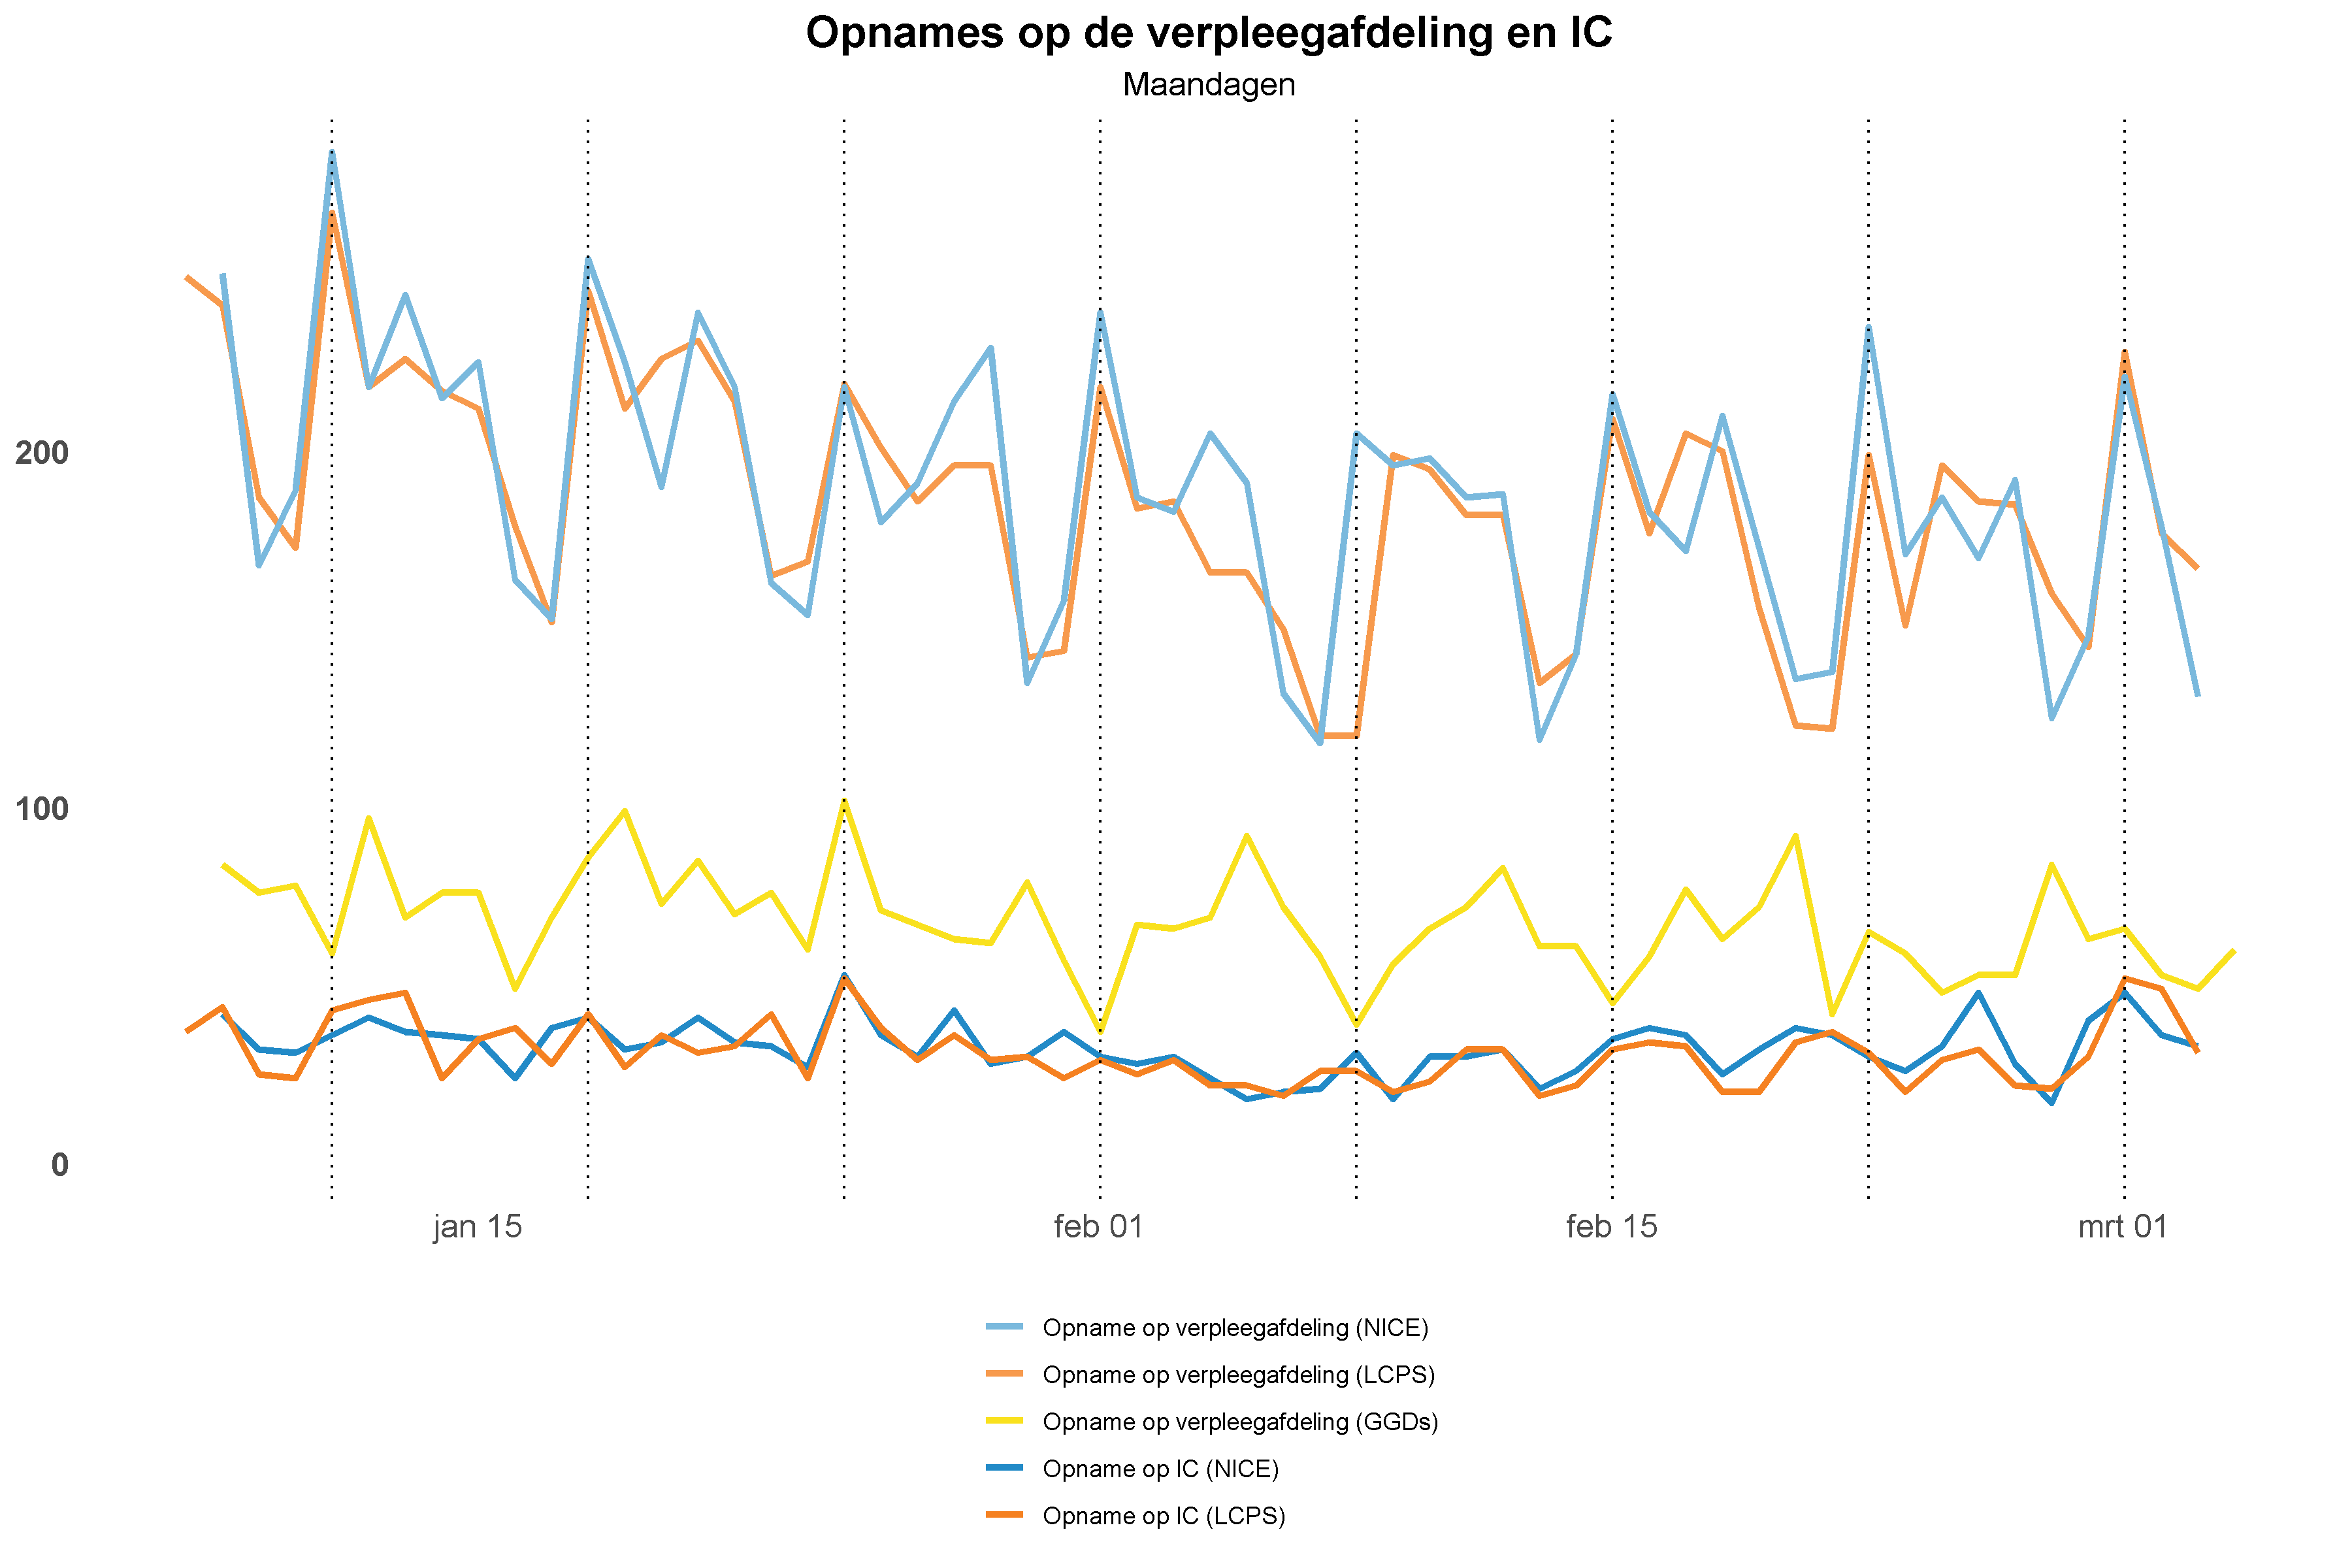 Opnames op de verpleegafdeling en IC
Maandagen
200
100
0
jan 15
feb 01
feb 15
mrt 01
Opname op verpleegafdeling (NICE)
Opname op verpleegafdeling (LCPS)
Opname op verpleegafdeling (GGDs)
Opname op IC (NICE)
Opname op IC (LCPS)